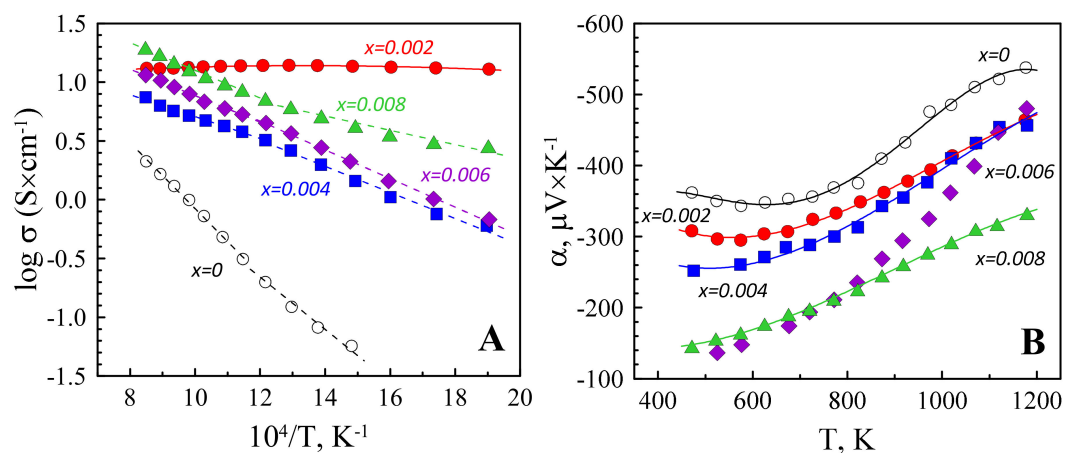 log σ (S×cm⁻¹)
1.5
1.0
0.5
0.0
-0.5
-1.0
-1.5
x=0.002
x=0.008
x=0.006
x=0.004
x=0
A
8 10 12 14 16 18 20
10⁴/T, K⁻¹
α, μV×K⁻¹
-600
-500
-400
-300
-200
-100
x=0
x=0.006
x=0.002
x=0.004
x=0.008
B
400 600 800 1000 1200
T, K